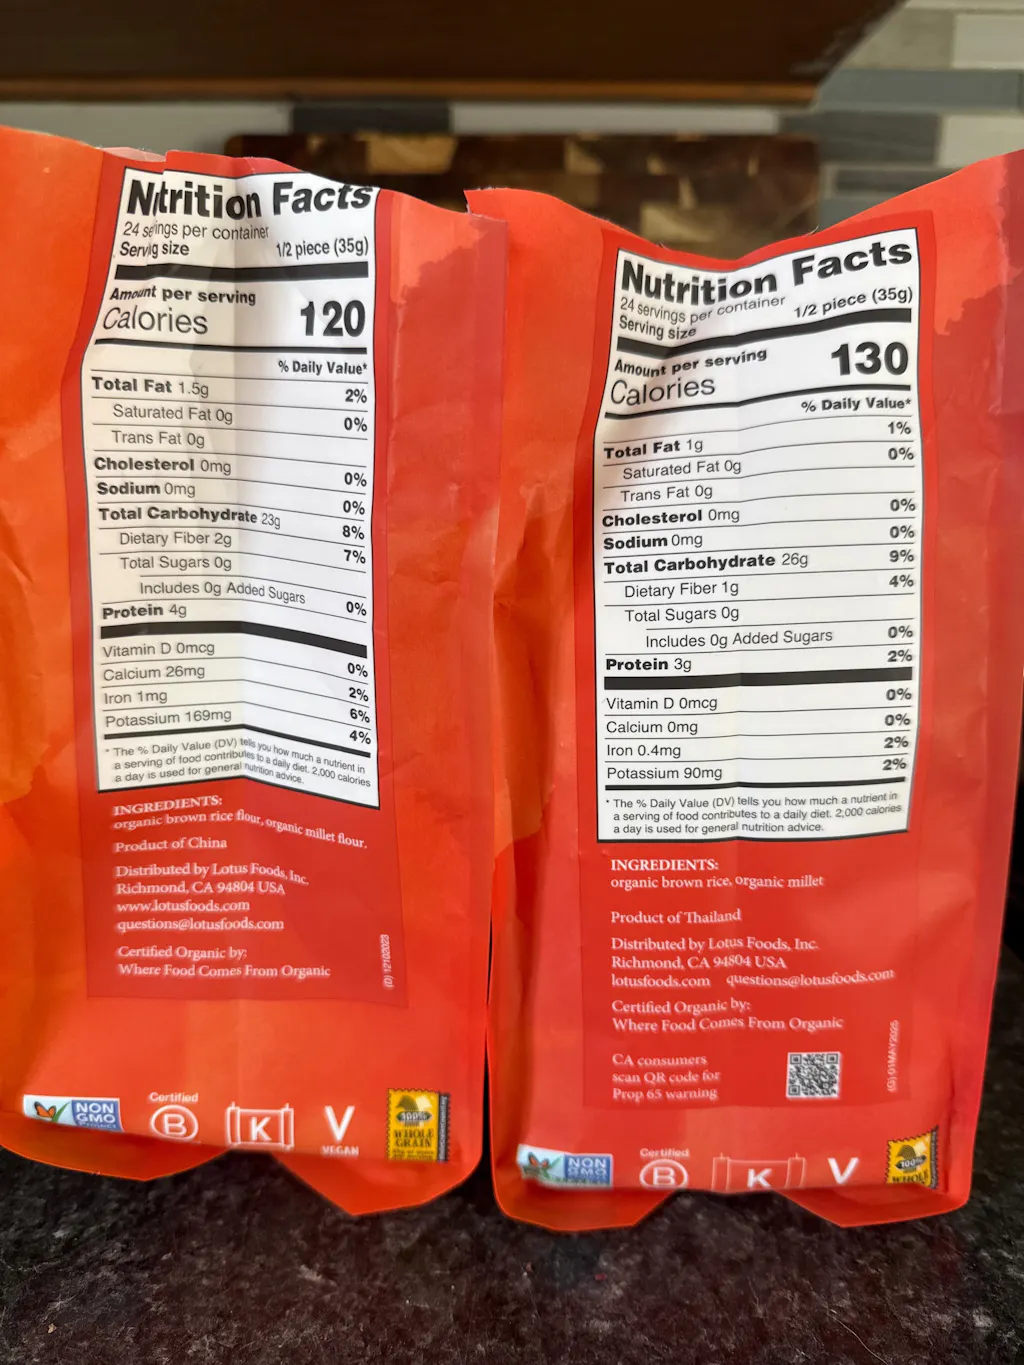 Nutrition Facts
24 servings per container
Serving size 1/2 piece (35g)
Amount per serving
Calories 120
% Daily Value*
Total Fat 1.5g 2%
Saturated Fat 0g 0%
Trans Fat 0g
Cholesterol 0mg 0%
Sodium 0mg 0%
Total Carbohydrate 23g 8%
Dietary Fiber 2g 7%
Total Sugars 0g
Includes 0g Added Sugars 0%
Protein 4g
Vitamin D 0mcg 0%
Calcium 26mg 2%
Iron 1mg 6%
Potassium 169mg 4%
* The % Daily Value (DV) tells you how much a nutrient in
a serving of food contributes to a daily diet. 2,000 calories
a day is used for general nutrition advice.
INGREDIENTS:
organic brown rice flour, organic millet flour.
Product of China
Distributed by Lotus Foods, Inc.
Richmond, CA 94804 USA
www.lotusfoods.com
questions@lotusfoods.com
Certified Organic by:
Where Food Comes From Organic
(D) 12102023
NON
GMO
Project
Certified
B
K
V
VEGAN
100%
WHOLE
GRAIN
Nutrition Facts
24 servings per container
Serving size 1/2 piece (35g)
Amount per serving
Calories 130
% Daily Value*
Total Fat 1g 1%
Saturated Fat 0g 0%
Trans Fat 0g
Cholesterol 0mg 0%
Sodium 0mg 0%
Total Carbohydrate 26g 9%
Dietary Fiber 1g 4%
Total Sugars 0g
Includes 0g Added Sugars 0%
Protein 3g 2%
Vitamin D 0mcg 0%
Calcium 0mg 0%
Iron 0.4mg 2%
Potassium 90mg 2%
* The % Daily Value (DV) tells you how much a nutrient in
a serving of food contributes to a daily diet. 2,000 calories
a day is used for general nutrition advice.
INGREDIENTS:
organic brown rice, organic millet
Product of Thailand
Distributed by Lotus Foods, Inc.
Richmond, CA 94804 USA
lotusfoods.com questions@lotusfoods.com
Certified Organic by:
Where Food Comes From Organic
CA consumers
scan QR code for
Prop 65 warning
(G) 01MAY2025
NON
GMO
Certified
B
K
V
100%
WHOLE